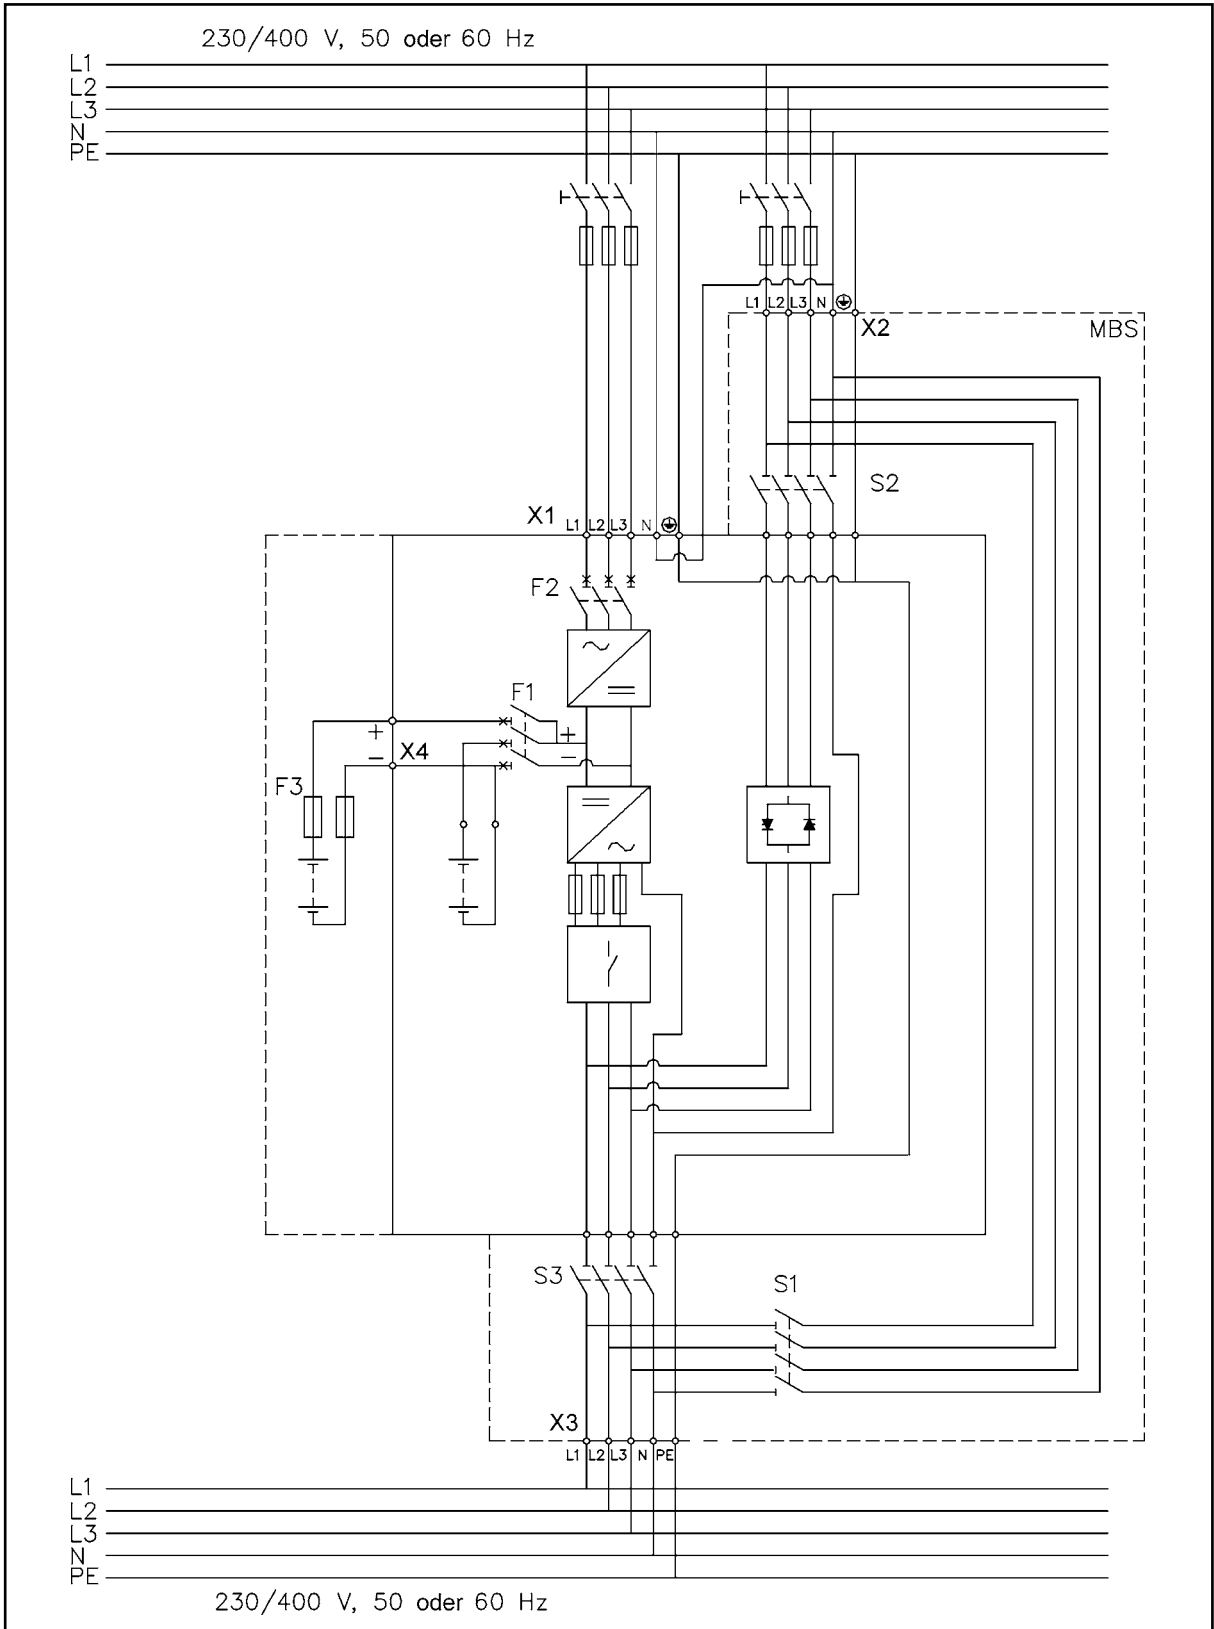 230/400 V, 50 oder 60 Hz
L1
L2
L3
N
PE
L1 L2 L3 N
X2
MBS
S2
X1 L1 L2 L3 N
F2
F1
+ +
- X4 -
F3
S3
S1
X3
L1 L2 L3 N PE
L1
L2
L3
N
PE
230/400 V, 50 oder 60 Hz